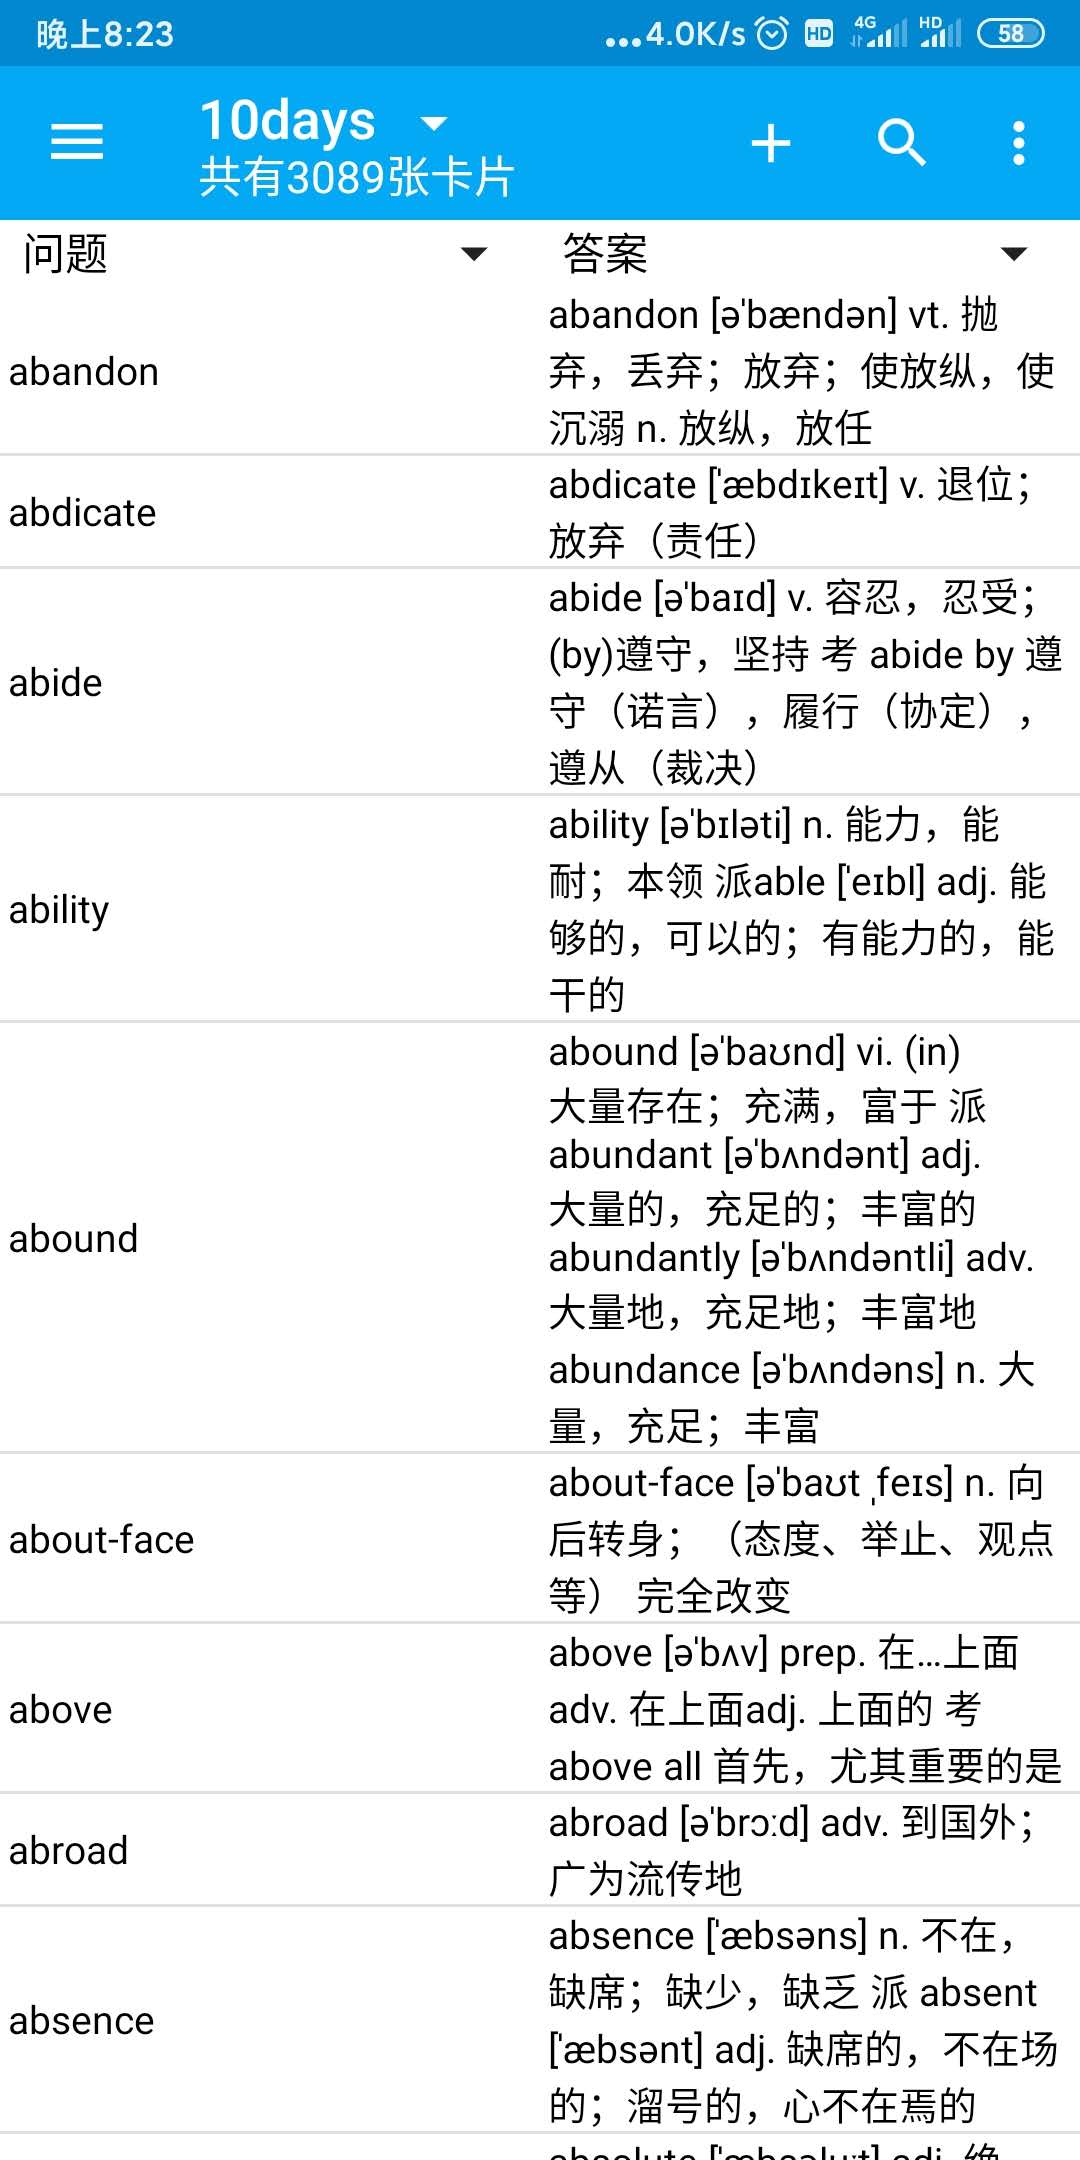 晚上8:23
...4.0K/s HD 4G HD 58
10days
共有3089张卡片
问题 答案
abandon
abandon [ə'bændən] vt. 抛
弃，丢弃；放弃；使放纵，使
沉溺 n. 放纵，放任
abdicate
abdicate ['æbdɪkeɪt] v. 退位；
放弃（责任）
abide
abide [ə'baɪd] v. 容忍，忍受；
(by)遵守，坚持 考 abide by 遵
守（诺言），履行（协定），
遵从（裁决）
ability
ability [ə'bɪləti] n. 能力，能
耐；本领 派able ['eɪbl] adj. 能
够的，可以的；有能力的，能
干的
abound
abound [ə'baʊnd] vi. (in)
大量存在；充满，富于 派
abundant [ə'bʌndənt] adj.
大量的，充足的；丰富的
abundantly [ə'bʌndəntli] adv.
大量地，充足地；丰富地
abundance [ə'bʌndəns] n. 大
量，充足；丰富
about-face
about-face [ə'baʊt ˌfeɪs] n. 向
后转身；（态度、举止、观点
等） 完全改变
above
above [ə'bʌv] prep. 在...上面
adv. 在上面adj. 上面的 考
above all 首先，尤其重要的是
abroad
abroad [ə'brɔːd] adv. 到国外；
广为流传地
absence
absence ['æbsəns] n. 不在，
缺席；缺少，缺乏 派 absent
['æbsənt] adj. 缺席的，不在场
的；溜号的，心不在焉的
absolute ['æbsəluːt] adj. 绝